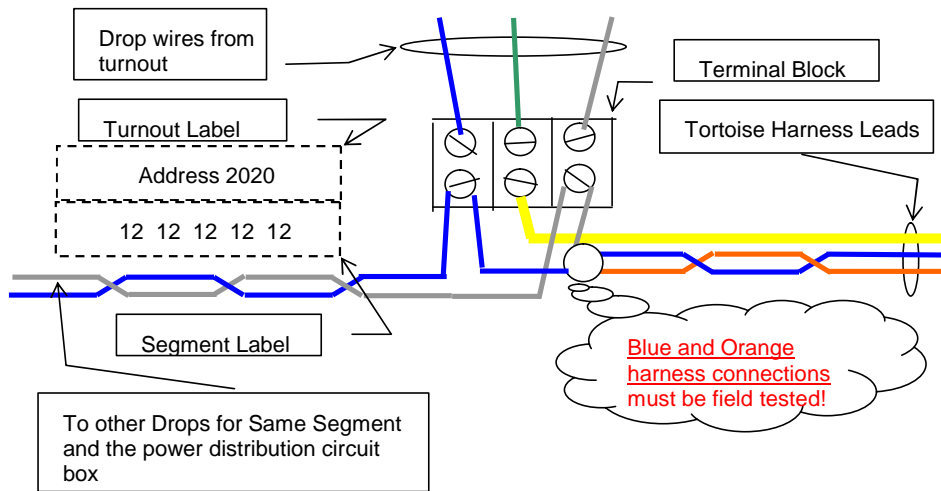 Drop wires from
turnout
Terminal Block
Turnout Label
Tortoise Harness Leads
Address 2020
12 12 12 12 12
Segment Label
Blue and Orange
harness connections
must be field tested!
To other Drops for Same Segment
and the power distribution circuit
box